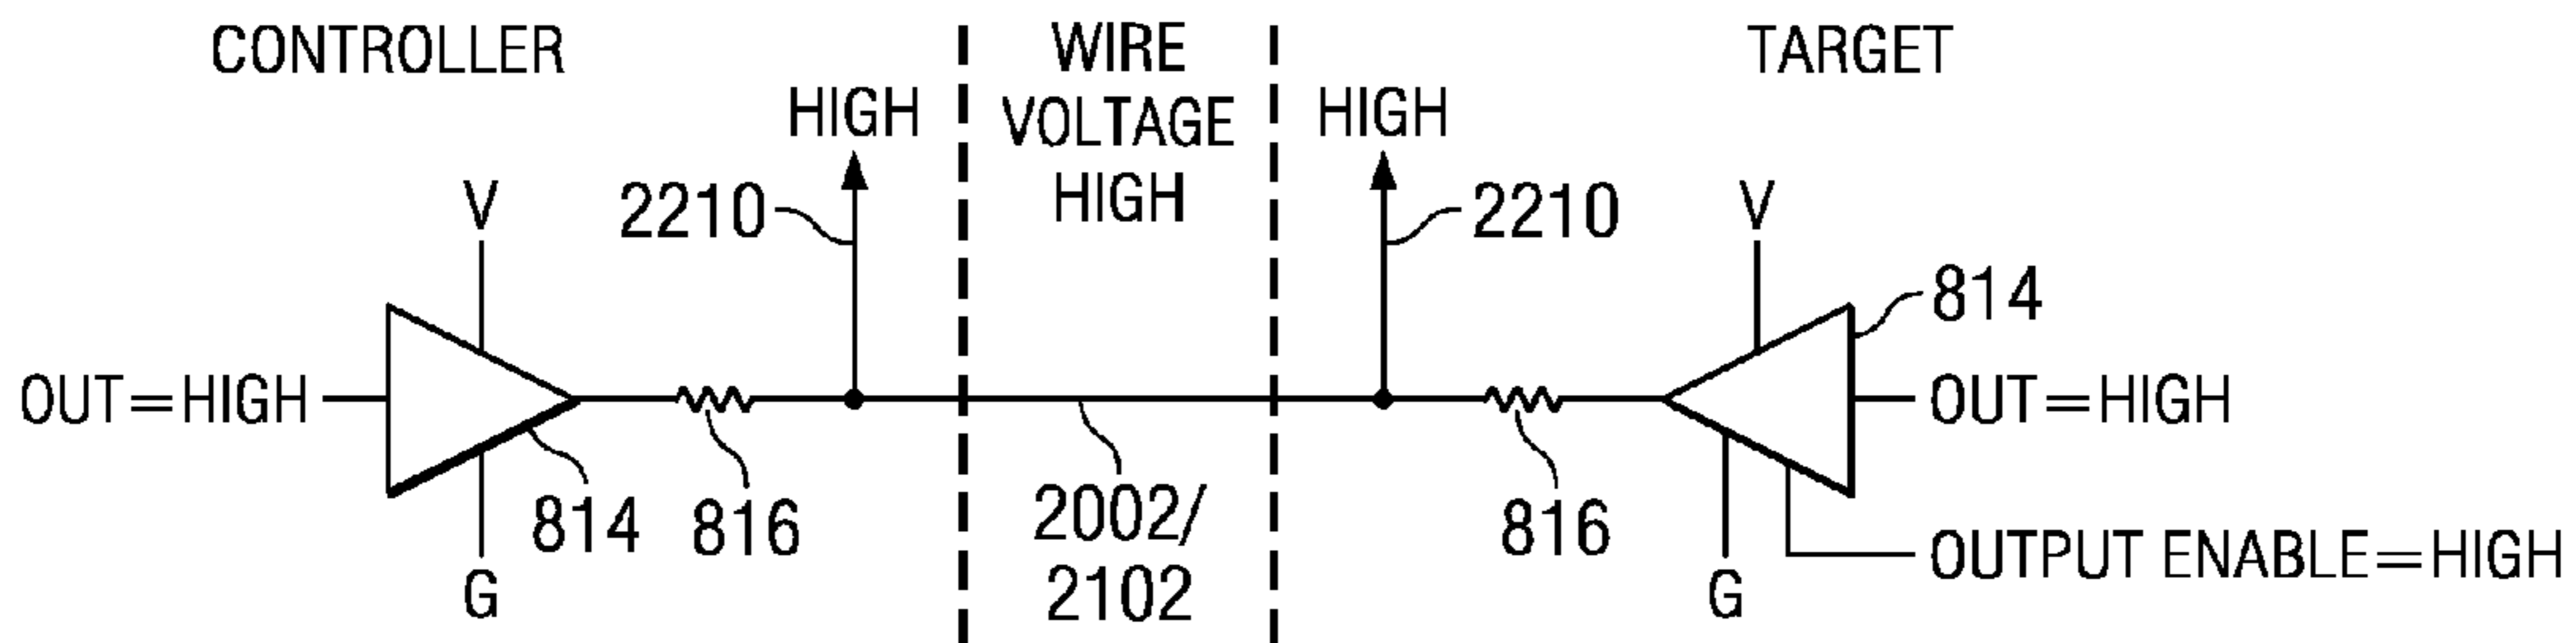 CONTROLLER
WIRE
VOLTAGE
HIGH
TARGET
HIGH
HIGH
V
2210
2210
V
814
OUT=HIGH
OUT=HIGH
814
816
2002/
2102
816
OUTPUT ENABLE=HIGH
G
G